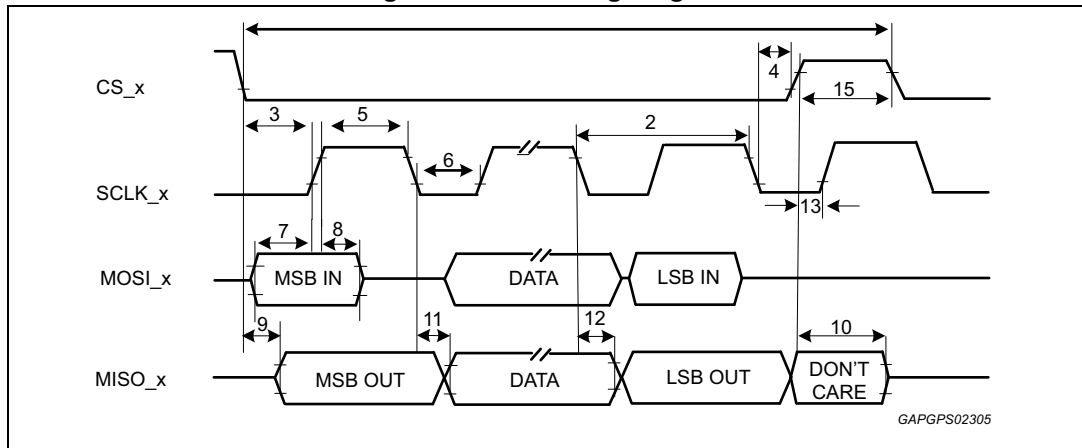 4
CS_x
15
3
5
2
6
SCLK_x
13
7
8
MOSI_x
MSB IN
DATA
LSB IN
9
11
12
10
MISO_x
MSB OUT
DATA
LSB OUT
DON'T
CARE
GAPGPS02305